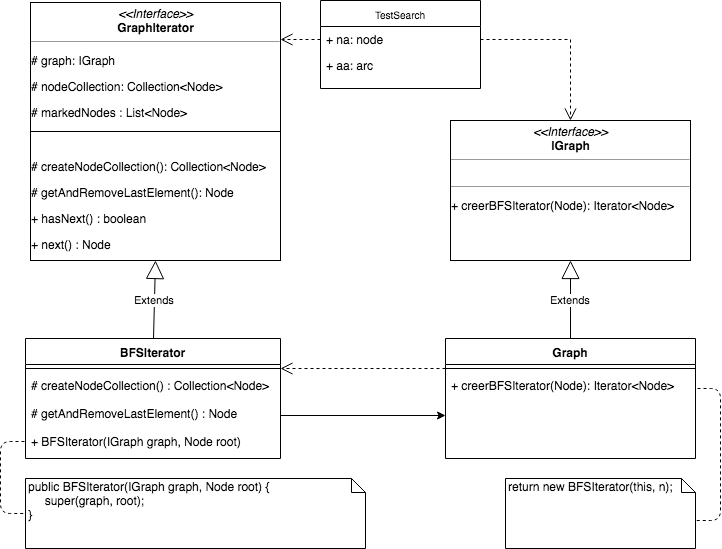 <<Interface>>
GraphIterator
# graph: IGraph
# nodeCollection: Collection<Node>
# markedNodes : List<Node>
# createNodeCollection(): Collection<Node>
# getAndRemoveLastElement(): Node
+ hasNext() : boolean
+ next() : Node
TestSearch
+ na: node
+ aa: arc
<<Interface>>
IGraph
+ creerBFSIterator(Node): Iterator<Node>
Extends
Extends
BFSIterator
# createNodeCollection() : Collection<Node>
# getAndRemoveLastElement() : Node
+ BFSIterator(IGraph graph, Node root)
Graph
+ creerBFSIterator(Node): Iterator<Node>
public BFSIterator(IGraph graph, Node root) {
super(graph, root);
}
return new BFSIterator(this, n);